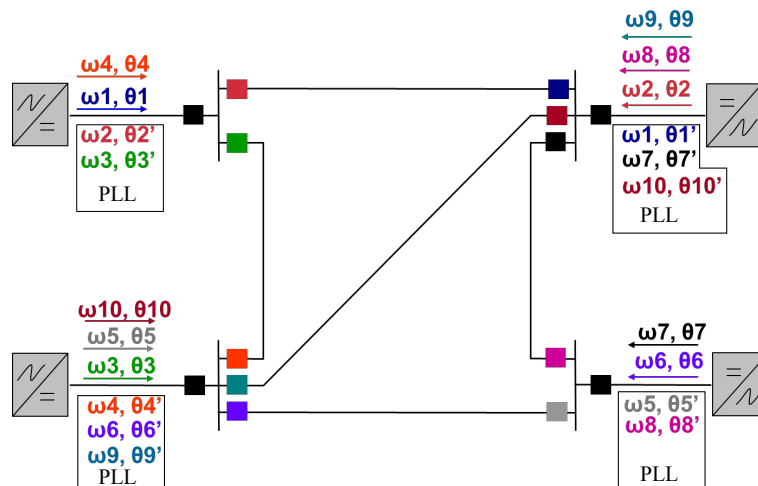 ω4, θ4
ω1, θ1
ω2, θ2’
ω3, θ3’
PLL
ω9, θ9
ω8, θ8
ω2, θ2
ω1, θ1’
ω7, θ7’
ω10, θ10’
PLL
ω10, θ10
ω5, θ5
ω3, θ3
ω4, θ4’
ω6, θ6’
ω9, θ9’
PLL
ω7, θ7
ω6, θ6
ω5, θ5’
ω8, θ8’
PLL